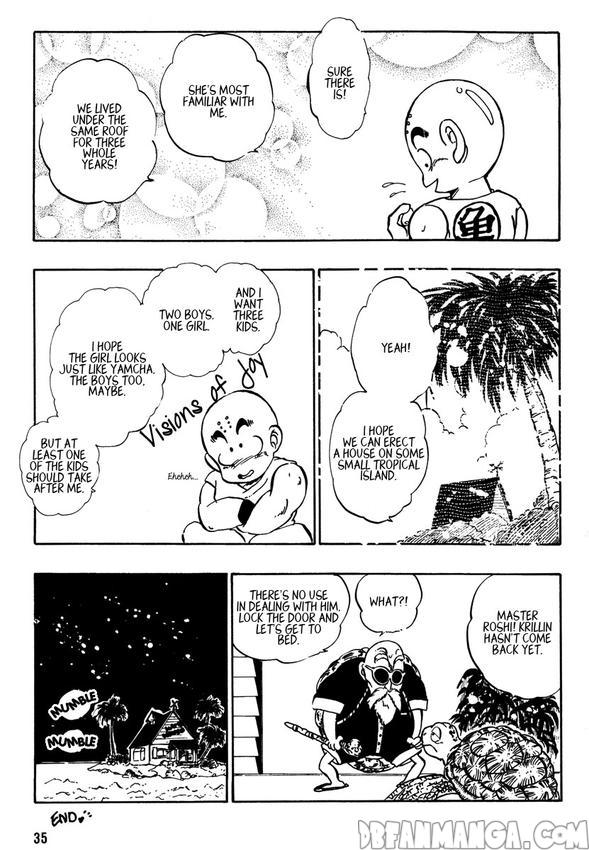 SURE
THERE
IS!
SHE'S MOST
FAMILIAR WITH
ME.
WE LIVED
UNDER THE
SAME ROOF
FOR THREE
WHOLE
YEARS!
亀
YEAH!
I HOPE
WE CAN ERECT
A HOUSE ON SOME
SMALL TROPICAL
ISLAND.
AND I
WANT
THREE
KIDS.
TWO BOYS.
ONE GIRL.
I HOPE
THE GIRL LOOKS
JUST LIKE YAMCHA.
THE BOYS TOO,
MAYBE.
BUT AT
LEAST ONE
OF THE KIDS
SHOULD TAKE
AFTER ME.
Visions of Joy
Eheheh...
MASTER
ROSHI! KRILLIN
HASN'T COME
BACK YET.
WHAT?!
THERE'S NO USE
IN DEALING WITH HIM.
LOCK THE DOOR AND
LET'S GET TO
BED.
MUMBLE
MUMBLE
END.
35
DBFANMANGA.COM